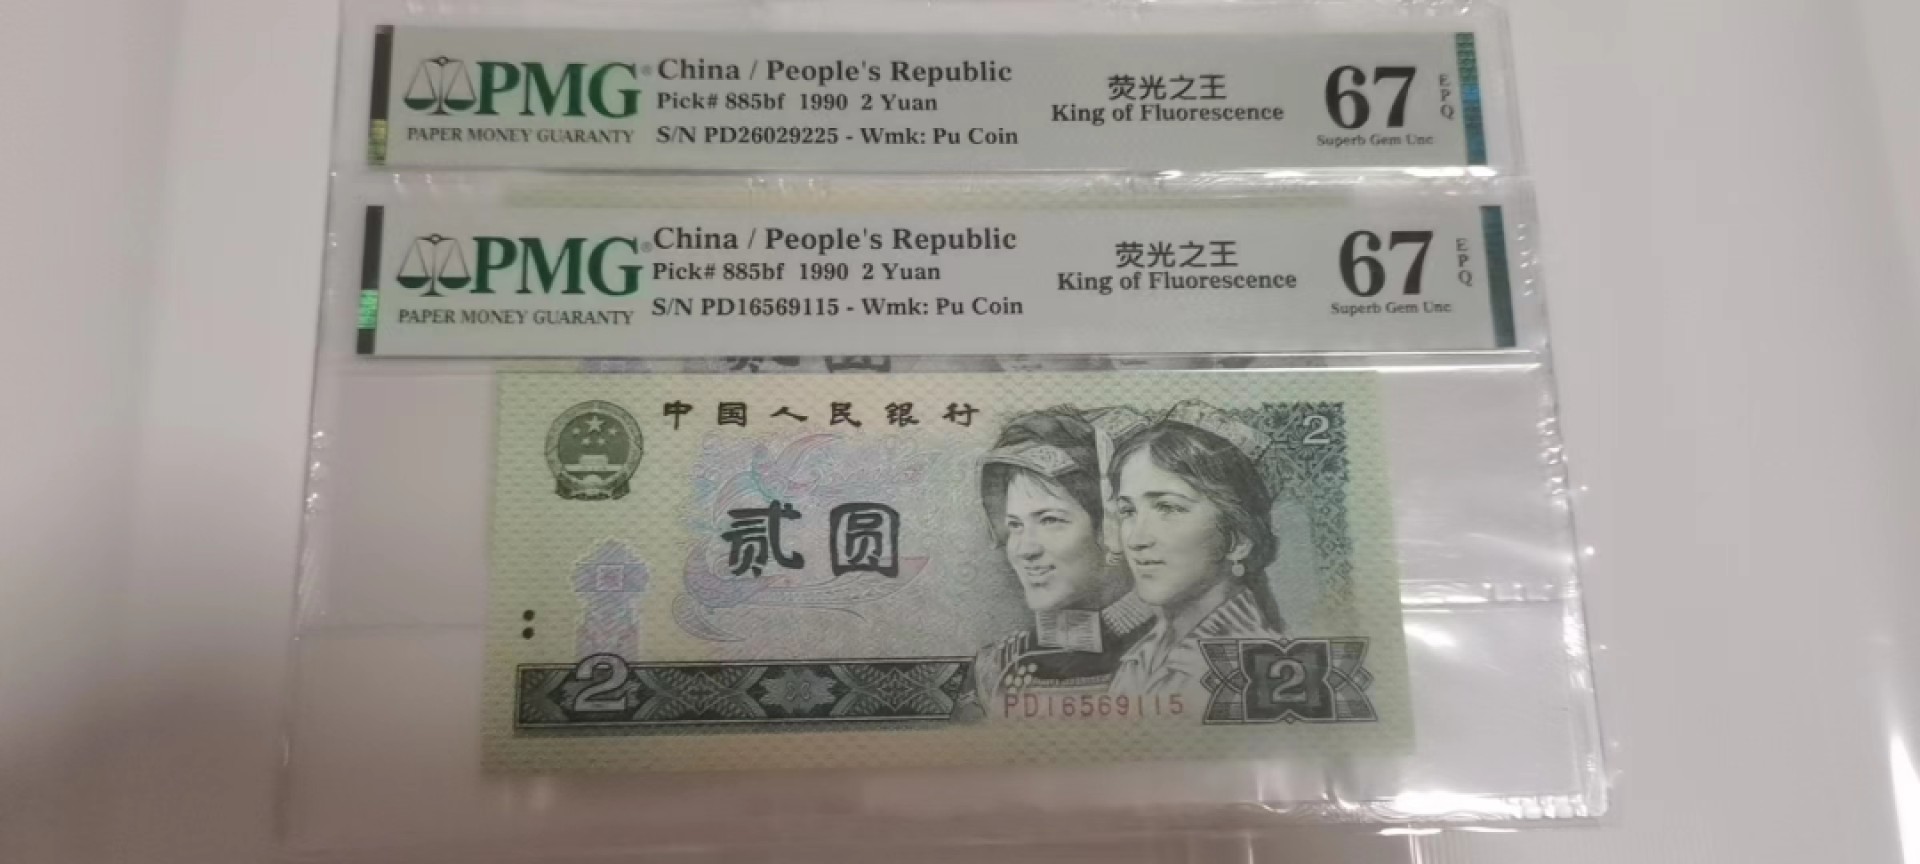 PMG
PAPER MONEY GUARANTY
China / People's Republic
Pick# 885bf 1990 2 Yuan
S/N PD26029225 - Wmk: Pu Coin
荧光之王
King of Fluorescence
67
EPQ
Superb Gem Unc
PMG
PAPER MONEY GUARANTY
China / People's Republic
Pick# 885bf 1990 2 Yuan
S/N PD16569115 - Wmk: Pu Coin
荧光之王
King of Fluorescence
67
EPQ
Superb Gem Unc
中国人民银行
2
贰圆
2
PD16569115
2